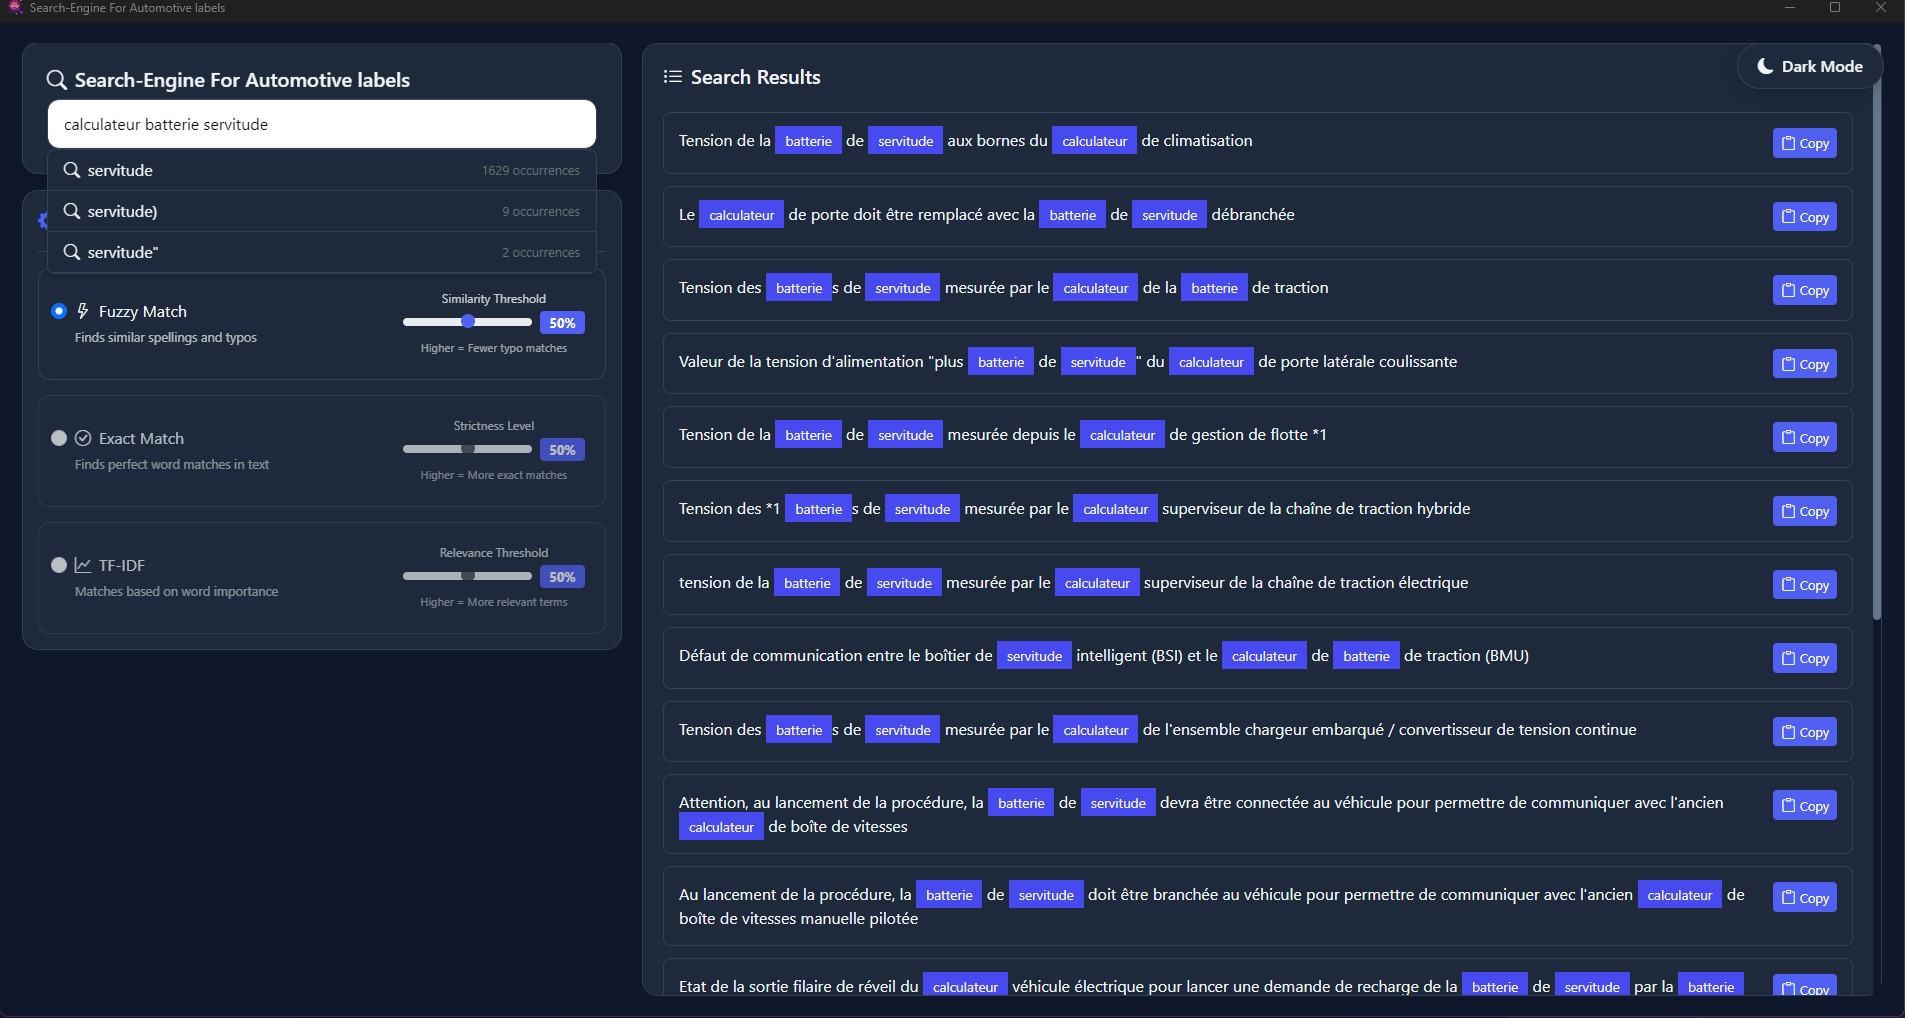 Search-Engine For Automotive labels
Search-Engine For Automotive labels
calculateur batterie servitude
servitude 1629 occurrences
servitude) 9 occurrences
servitude" 2 occurrences
Fuzzy Match
Finds similar spellings and typos
Similarity Threshold
50%
Higher = Fewer typo matches
Exact Match
Finds perfect word matches in text
Strictness Level
50%
Higher = More exact matches
TF-IDF
Matches based on word importance
Relevance Threshold
50%
Higher = More relevant terms
Search Results
Dark Mode
Tension de la batterie de servitude aux bornes du calculateur de climatisation
Copy
Le calculateur de porte doit être remplacé avec la batterie de servitude débranchée
Copy
Tension des batteries de servitude mesurée par le calculateur de la batterie de traction
Copy
Valeur de la tension d'alimentation "plus batterie de servitude" du calculateur de porte latérale coulissante
Copy
Tension de la batterie de servitude mesurée depuis le calculateur de gestion de flotte *1
Copy
Tension des *1 batteries de servitude mesurée par le calculateur superviseur de la chaîne de traction hybride
Copy
tension de la batterie de servitude mesurée par le calculateur superviseur de la chaîne de traction électrique
Copy
Défaut de communication entre le boîtier de servitude intelligent (BSI) et le calculateur de batterie de traction (BMU)
Copy
Tension des batteries de servitude mesurée par le calculateur de l'ensemble chargeur embarqué / convertisseur de tension continue
Copy
Attention, au lancement de la procédure, la batterie de servitude devra être connectée au véhicule pour permettre de communiquer avec l'ancien
calculateur de boîte de vitesses
Copy
Au lancement de la procédure, la batterie de servitude doit être branchée au véhicule pour permettre de communiquer avec l'ancien calculateur de
boîte de vitesses manuelle pilotée
Copy
Etat de la sortie filaire de réveil du calculateur véhicule électrique pour lancer une demande de recharge de la batterie de servitude par la batterie
Copy